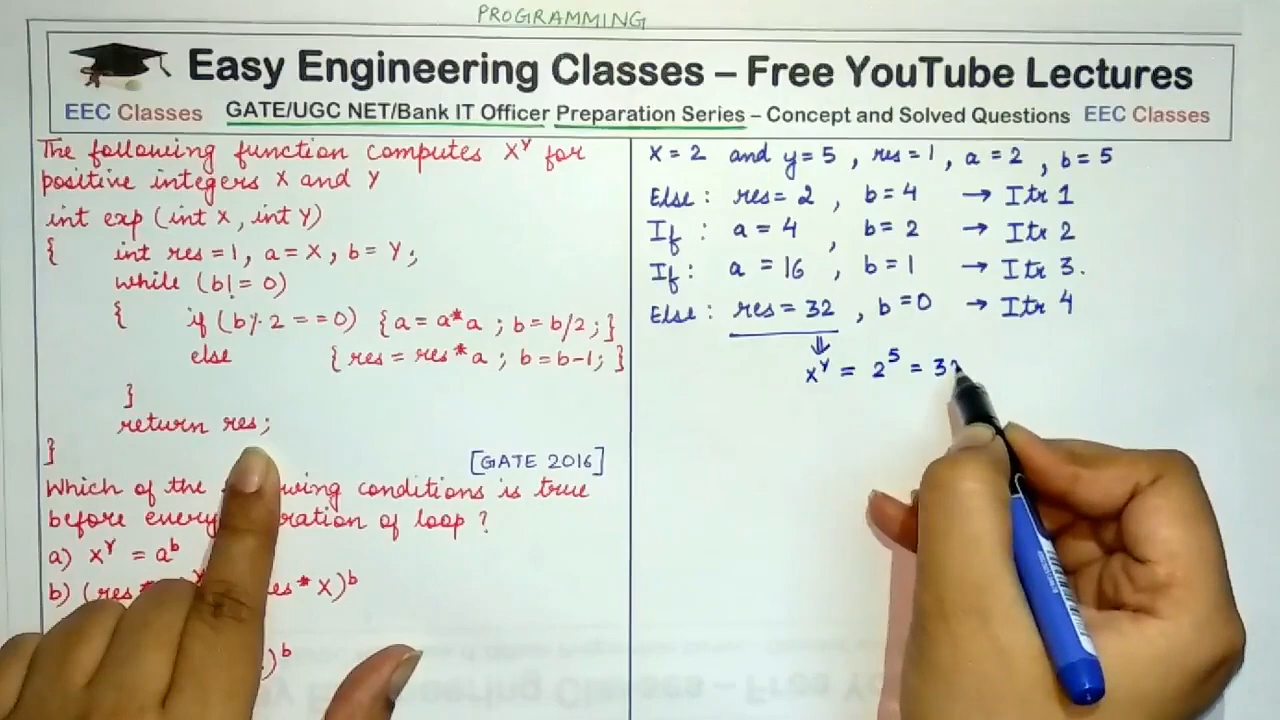 PROGRAMMING
Easy Engineering Classes – Free YouTube Lectures
EEC Classes GATE/UGC NET/Bank IT Officer Preparation Series – Concept and Solved Questions EEC Classes
The following function computes X^Y for
positive integers X and Y
int exp (int X, int Y)
{ int res=1, a=X, b=Y;
while (b!=0)
{ if (b%2==0) {a=a*a; b=b/2;}
else {res=res*a; b=b-1;}
}
return res;
}
[GATE 2016]
Which of the conditions is true
before every of loop?
a) X^Y = a^b
b) (res* X)^b
)^b
X=2 and y=5, res=1, a=2, b=5
Else: res=2, b=4 → Itr 1
If: a=4, b=2 → Itr 2
If: a=16, b=1 → Itr 3.
Else: res=32, b=0 → Itr 4
⇓
X^Y = 2^5 = 3